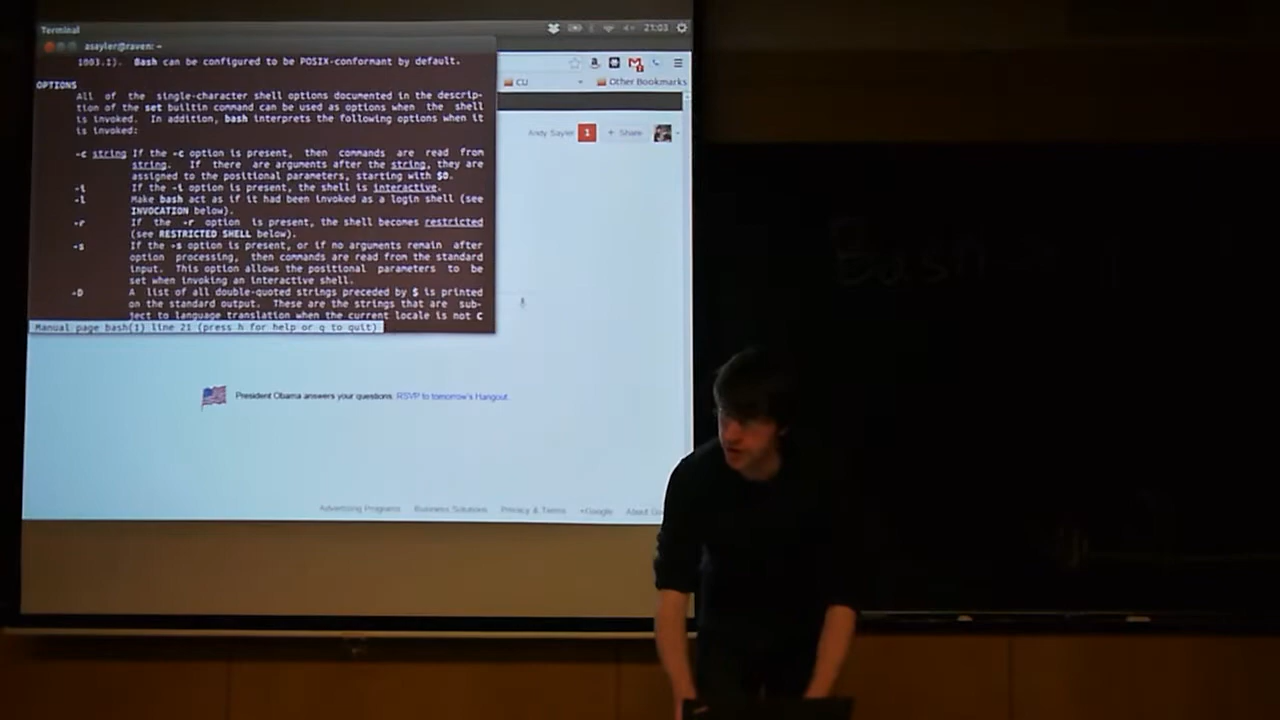 Terminal
21:03
asayler@raven: ~
1003.1). Bash can be configured to be POSIX-conformant by default.
OPTIONS
All of the single-character shell options documented in the descrip-
tion of the set builtin command can be used as options when the shell
is invoked. In addition, bash interprets the following options when it
is invoked:
-c string If the -c option is present, then commands are read from
string. If there are arguments after the string, they are
assigned to the positional parameters, starting with $0.
-i If the -i option is present, the shell is interactive.
-l Make bash act as if it had been invoked as a login shell (see
INVOCATION below).
-r If the -r option is present, the shell becomes restricted
(see RESTRICTED SHELL below).
-s If the -s option is present, or if no arguments remain after
option processing, then commands are read from the standard
input. This option allows the positional parameters to be
set when invoking an interactive shell.
-D A list of all double-quoted strings preceded by $ is printed
on the standard output. These are the strings that are sub-
ject to language translation when the current locale is not C
Manual page bash(1) line 21 (press h for help or q to quit)
CU
Other Bookmarks
Andy Sayler 1 + Share
President Obama answers your questions. RSVP to tomorrow's Hangout.
Advertising Programs Business Solutions Privacy & Terms +Google About
Bash